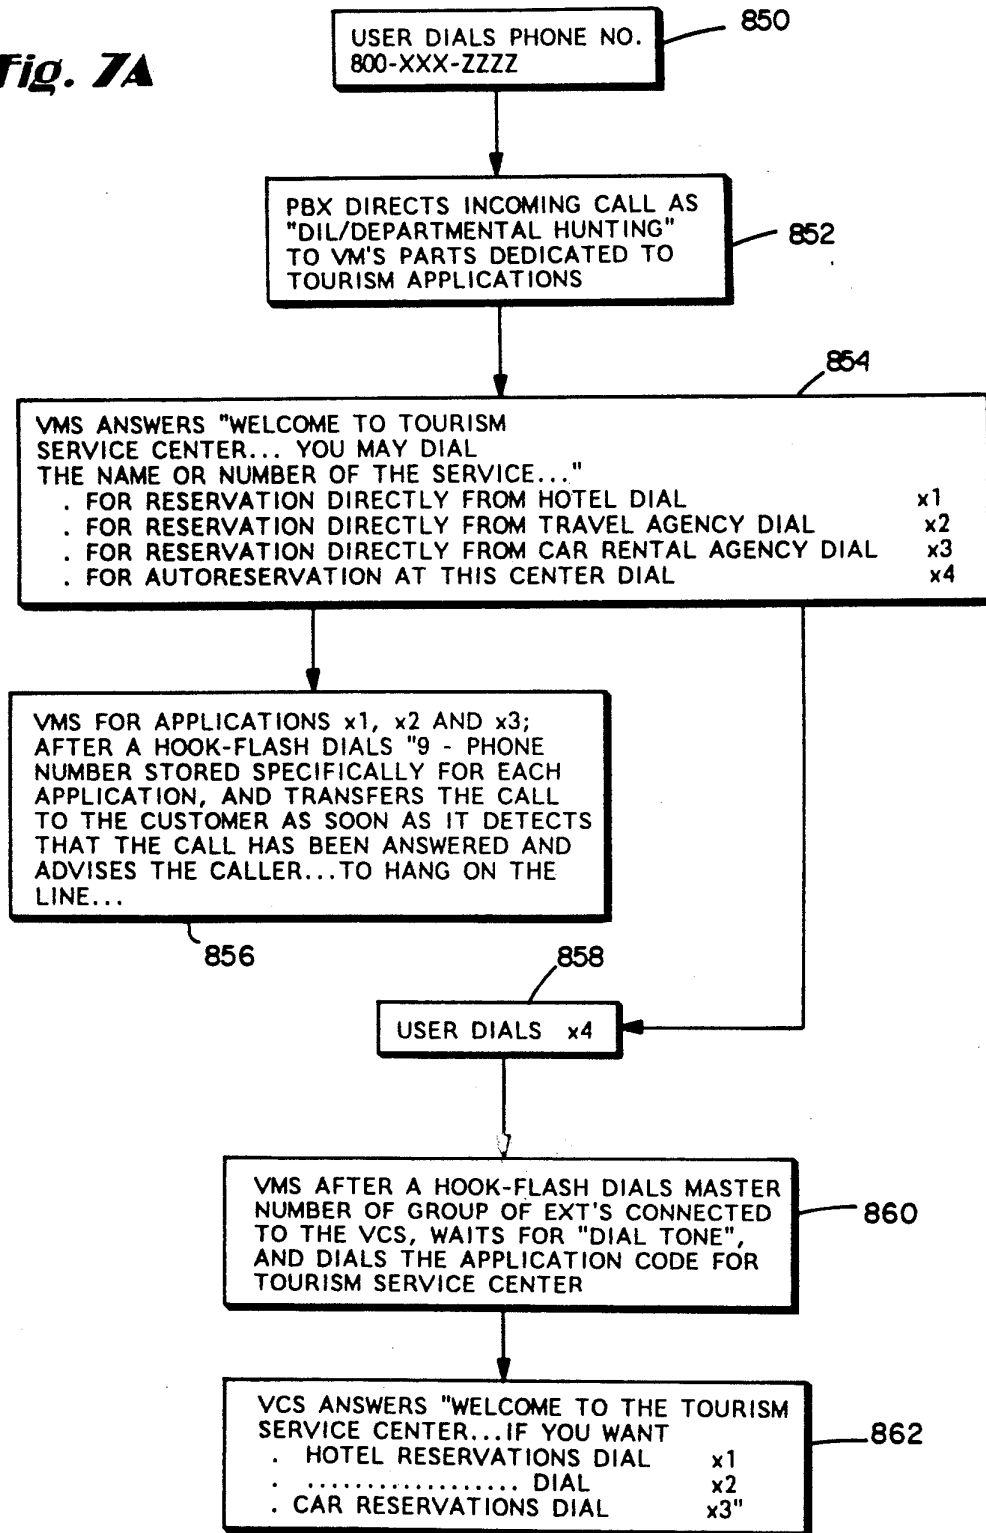 Fig. 7A
USER DIALS PHONE NO.
800-XXX-ZZZZ
850
PBX DIRECTS INCOMING CALL AS
"DIL/DEPARTMENTAL HUNTING"
TO VM'S PARTS DEDICATED TO
TOURISM APPLICATIONS
852
854
VMS ANSWERS "WELCOME TO TOURISM
SERVICE CENTER... YOU MAY DIAL
THE NAME OR NUMBER OF THE SERVICE..."
. FOR RESERVATION DIRECTLY FROM HOTEL DIAL x1
. FOR RESERVATION DIRECTLY FROM TRAVEL AGENCY DIAL x2
. FOR RESERVATION DIRECTLY FROM CAR RENTAL AGENCY DIAL x3
. FOR AUTORESERVATION AT THIS CENTER DIAL x4
VMS FOR APPLICATIONS x1, x2 AND x3;
AFTER A HOOK-FLASH DIALS "9 - PHONE
NUMBER STORED SPECIFICALLY FOR EACH
APPLICATION, AND TRANSFERS THE CALL
TO THE CUSTOMER AS SOON AS IT DETECTS
THAT THE CALL HAS BEEN ANSWERED AND
ADVISES THE CALLER...TO HANG ON THE
LINE...
856
858
USER DIALS x4
VMS AFTER A HOOK-FLASH DIALS MASTER
NUMBER OF GROUP OF EXT'S CONNECTED
TO THE VCS, WAITS FOR "DIAL TONE",
AND DIALS THE APPLICATION CODE FOR
TOURISM SERVICE CENTER
860
VCS ANSWERS "WELCOME TO THE TOURISM
SERVICE CENTER...IF YOU WANT
. HOTEL RESERVATIONS DIAL x1
. .................. DIAL x2
. CAR RESERVATIONS DIAL x3"
862